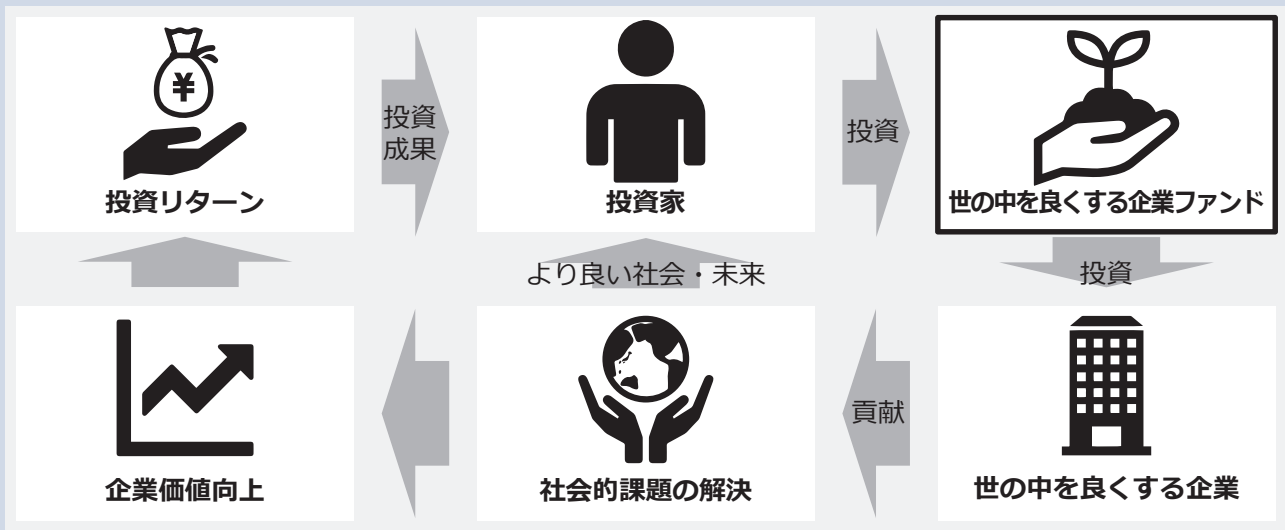 ¥
投資
成果
投資
投資リターン
投資家
世の中を良くする企業ファンド
より良い社会・未来
投資
貢献
企業価値向上
社会的課題の解決
世の中を良くする企業